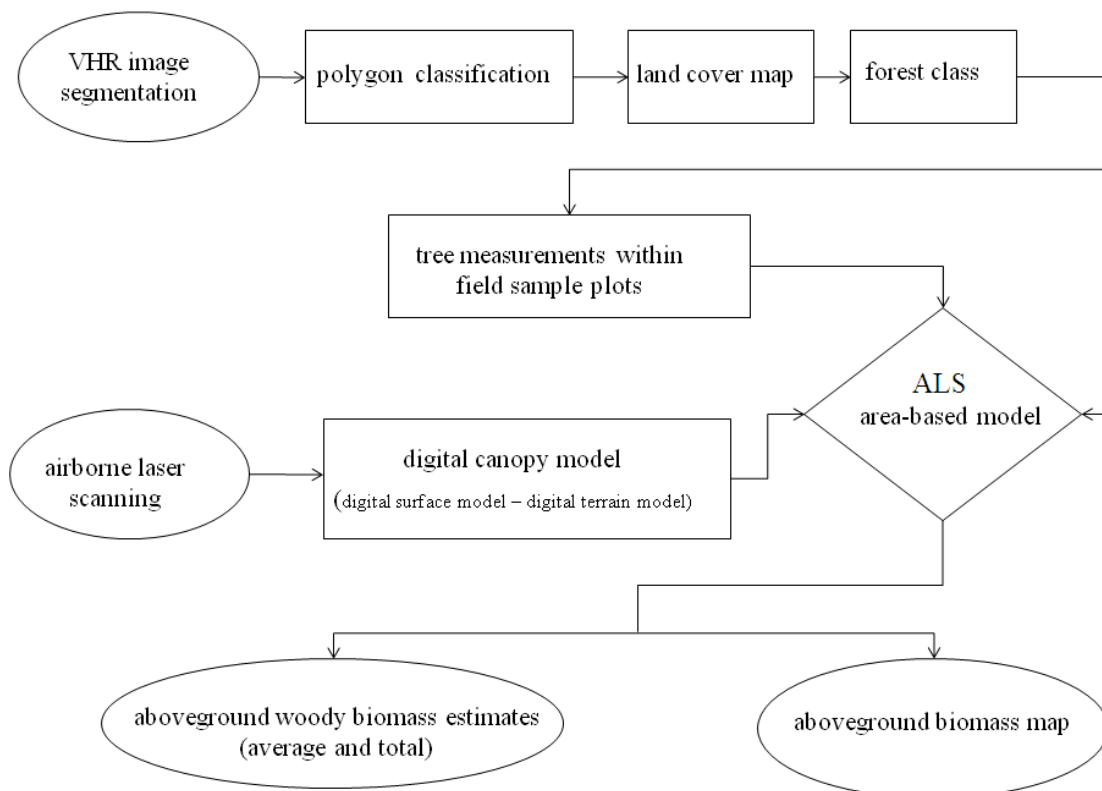 VHR image
segmentation
polygon classification
land cover map
forest class
tree measurements within
field sample plots
ALS
area-based model
airborne laser
scanning
digital canopy model
(digital surface model – digital terrain model)
aboveground woody biomass estimates
(average and total)
aboveground biomass map